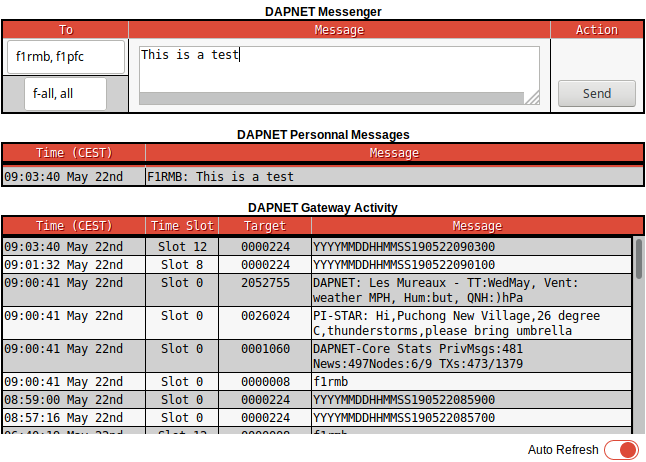 DAPNET Messenger
To Message Action
f1rmb, f1pfc
This is a test
f-all, all
Send
DAPNET Personnal Messages
Time (CEST) Message
09:03:40 May 22nd F1RMB: This is a test
DAPNET Gateway Activity
Time (CEST) Time Slot Target Message
09:03:40 May 22nd Slot 12 0000224 YYYYMMDDHHMMSS190522090300
09:01:32 May 22nd Slot 8 0000224 YYYYMMDDHHMMSS190522090100
09:00:41 May 22nd Slot 0 2052755 DAPNET: Les Mureaux - TT:WedMay, Vent:
weather MPH, Hum:but, QNH:)hPa
09:00:41 May 22nd Slot 0 0026024 PI-STAR: Hi,Puchong New Village,26 degree
C,thunderstorms,please bring umbrella
09:00:41 May 22nd Slot 0 0001060 DAPNET-Core Stats PrivMsgs:481
News:497Nodes:6/9 TXs:473/1379
09:00:41 May 22nd Slot 0 0000008 f1rmb
08:59:00 May 22nd Slot 0 0000224 YYYYMMDDHHMMSS190522085900
08:57:16 May 22nd Slot 0 0000224 YYYYMMDDHHMMSS190522085700
May 22nd Slot 12 0000008 f1rmb
Auto Refresh